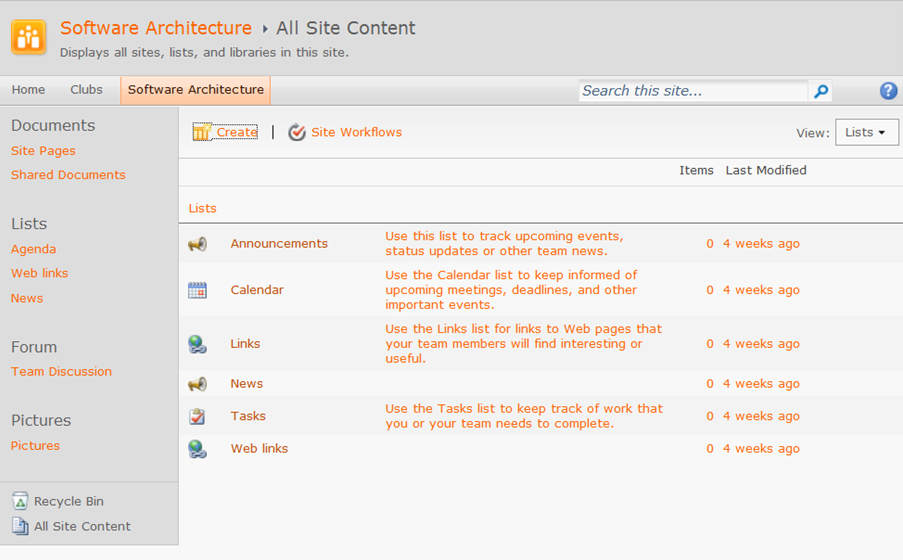 Software Architecture ▸ All Site Content
Displays all sites, lists, and libraries in this site.
Home Clubs Software Architecture Search this site... ?
Documents
Site Pages
Shared Documents
Lists
Agenda
Web links
News
Forum
Team Discussion
Pictures
Pictures
Recycle Bin
All Site Content
Create | Site Workflows View: Lists
Items Last Modified
Lists
Announcements Use this list to track upcoming events, 0 4 weeks ago
status updates or other team news.
Calendar Use the Calendar list to keep informed of 0 4 weeks ago
upcoming meetings, deadlines, and other
important events.
Links Use the Links list for links to Web pages that 0 4 weeks ago
your team members will find interesting or
useful.
News 0 4 weeks ago
Tasks Use the Tasks list to keep track of work that 0 4 weeks ago
you or your team needs to complete.
Web links 0 4 weeks ago